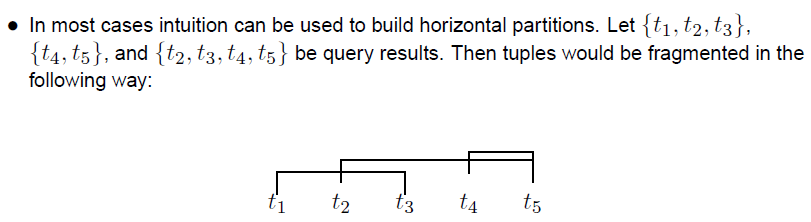 • In most cases intuition can be used to build horizontal partitions. Let {t₁, t₂, t₃},
{t₄, t₅}, and {t₂, t₃, t₄, t₅} be query results. Then tuples would be fragmented in the
following way:
t₁ t₂ t₃ t₄ t₅